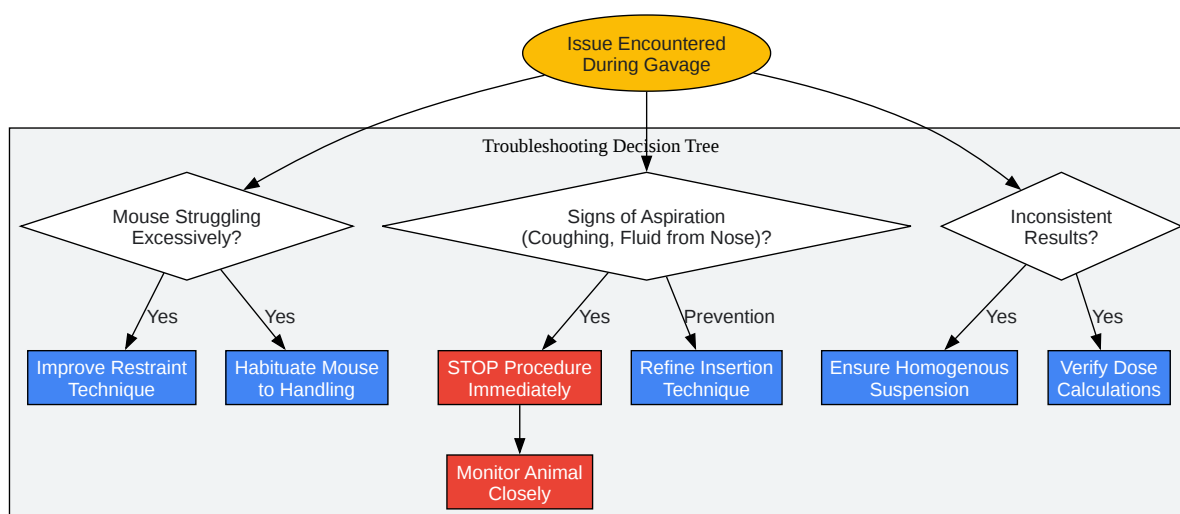 Issue Encountered
During Gavage
Troubleshooting Decision Tree
Mouse Struggling
Excessively?
Signs of Aspiration
(Coughing, Fluid from Nose)?
Inconsistent
Results?
Yes
Yes
Yes
Prevention
Yes
Yes
Improve Restraint
Technique
Habituate Mouse
to Handling
STOP Procedure
Immediately
Refine Insertion
Technique
Ensure Homogenous
Suspension
Verify Dose
Calculations
Monitor Animal
Closely